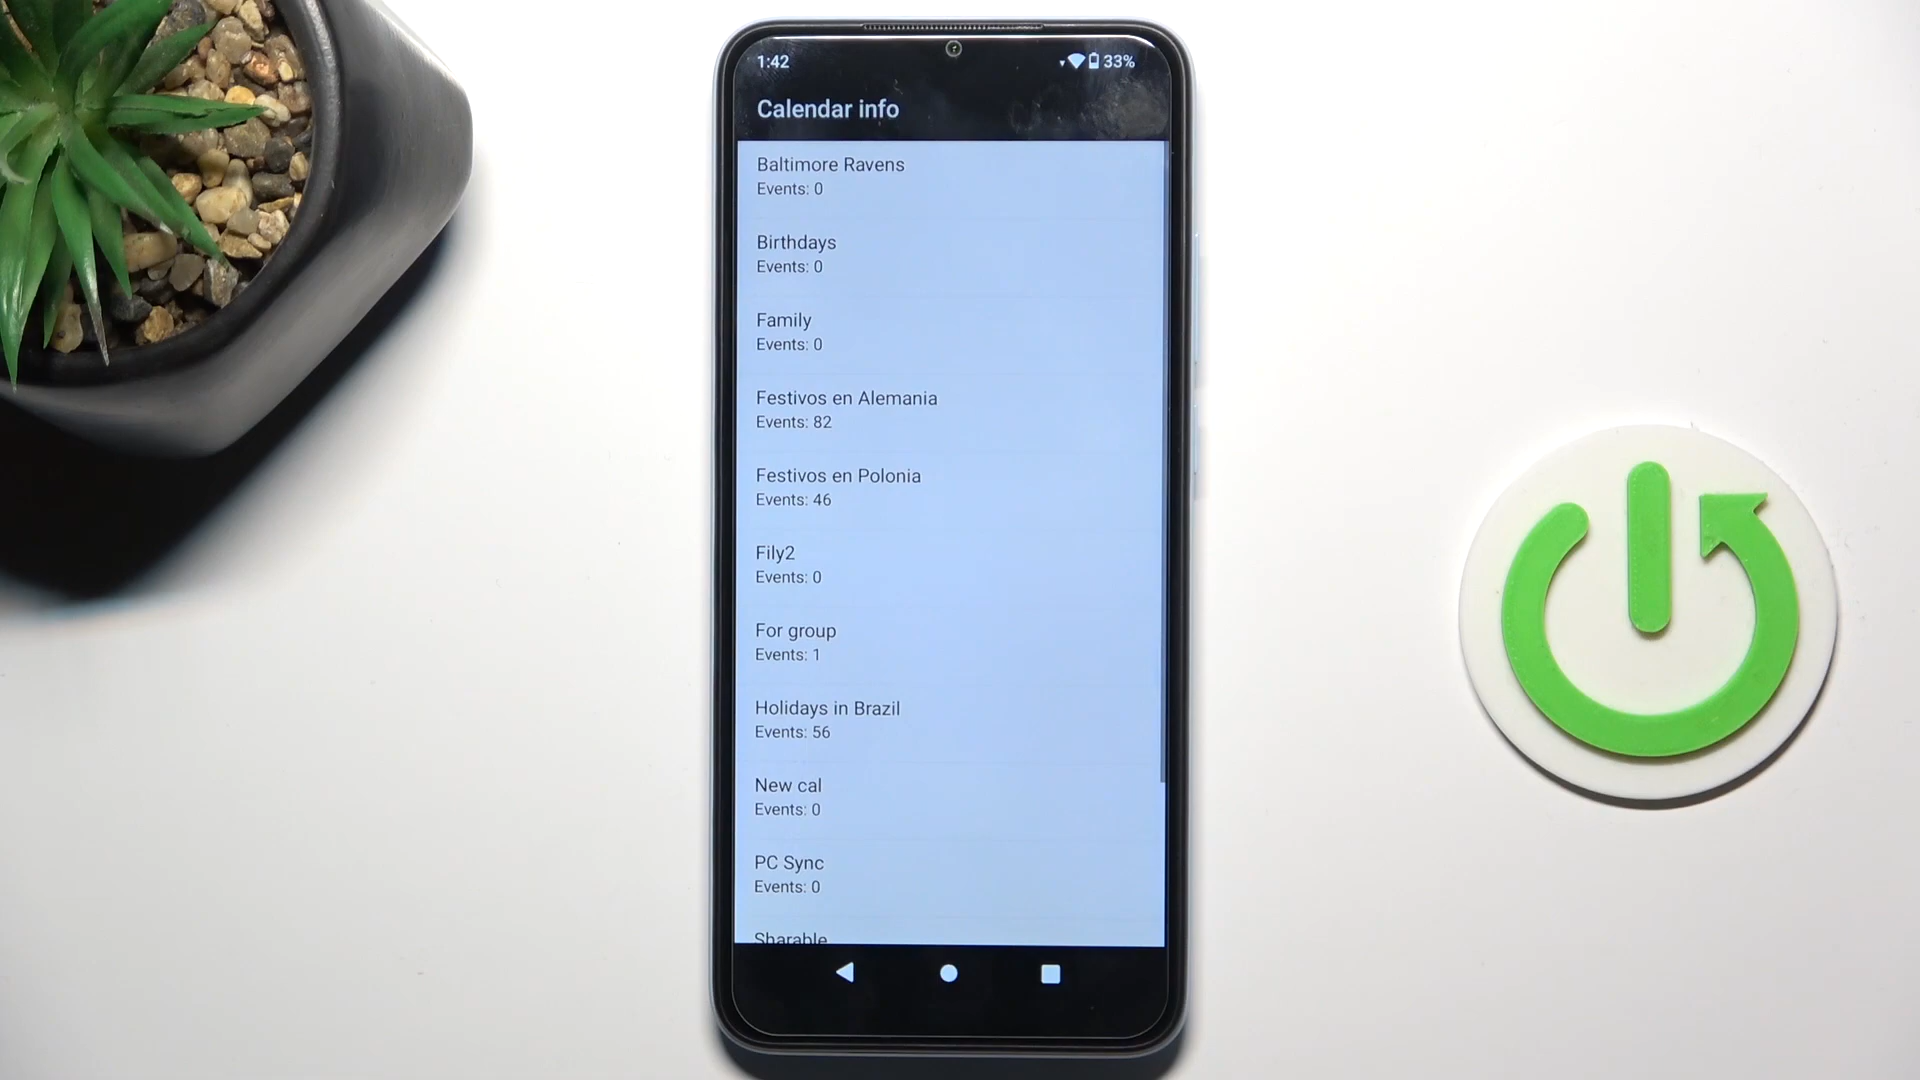 1:42
33%
Calendar info
Baltimore Ravens
Events: 0
Birthdays
Events: 0
Family
Events: 0
Festivos en Alemania
Events: 82
Festivos en Polonia
Events: 46
Fily2
Events: 0
For group
Events: 1
Holidays in Brazil
Events: 56
New cal
Events: 0
PC Sync
Events: 0
Sharable